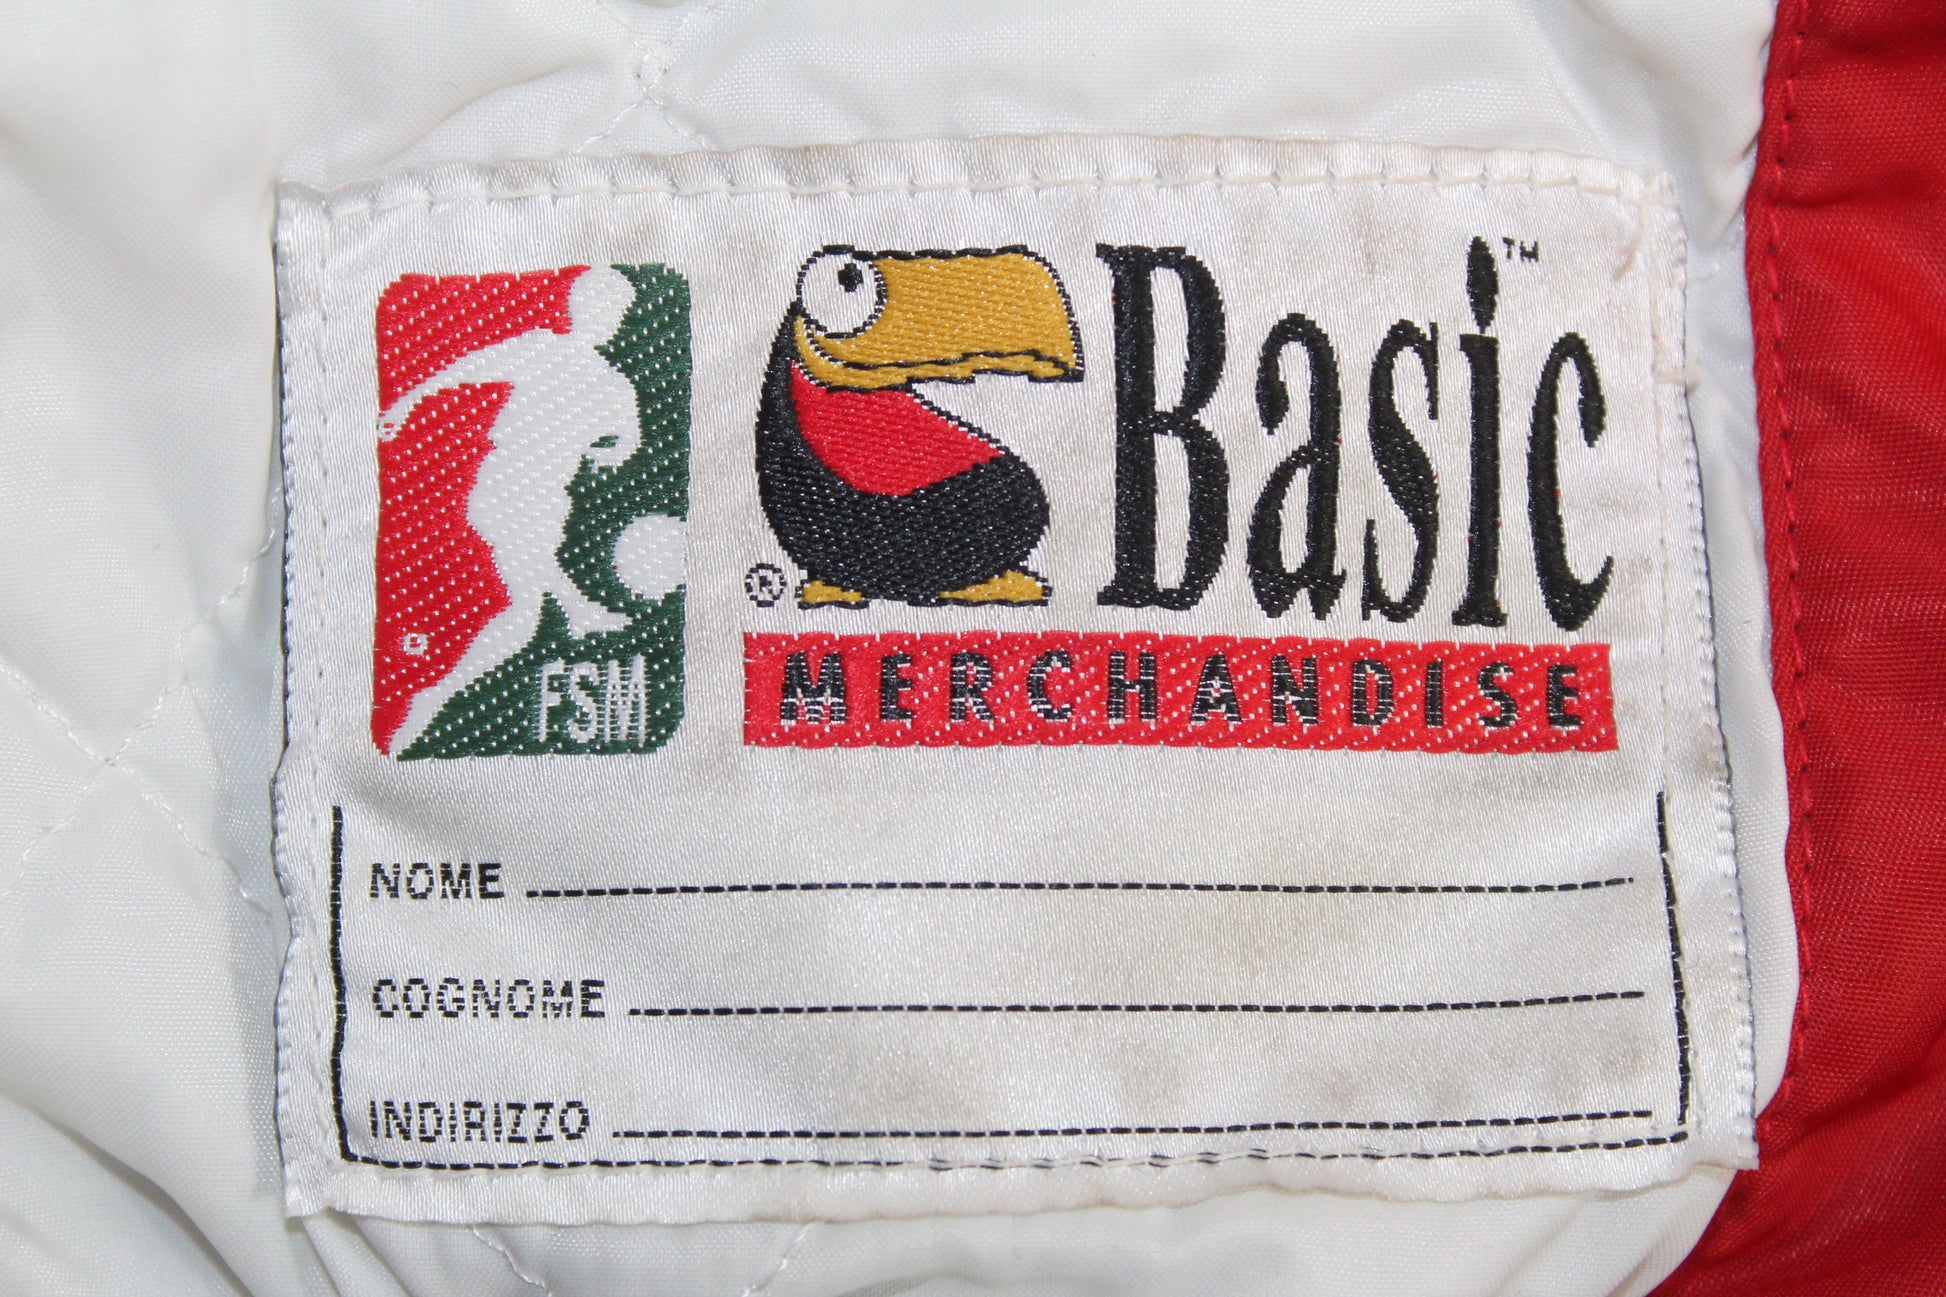 FSM
®
Basic™
MERCHANDISE
NOME
COGNOME
INDIRIZZO